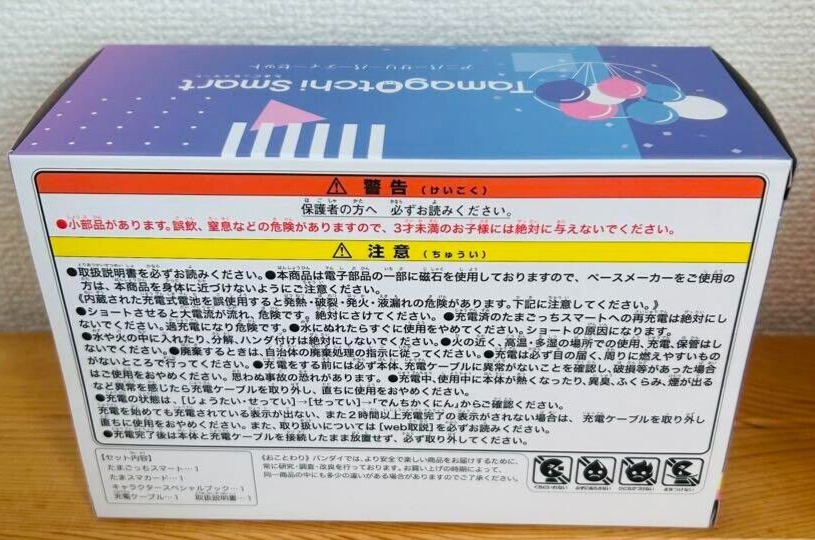 Tamagotchi Smart
アニバーサリーパーティーセット
警告(けいこく)
保護者の方へ 必ずお読みください。
●小部品があります。誤飲、窒息などの危険がありますので、3才未満のお子様には絶対に与えないでください。
注意(ちゅうい)
●取扱説明書を必ずお読みください。●本商品は電子部品の一部に磁石を使用しておりますので、ペースメーカーをご使用の
方は、本商品を身体に近づけないようにご注意ください。
《内蔵された充電式電池を誤使用すると発熱・破裂・発火・液漏れの危険があります。下記に注意してください。》
●ショートさせると大電流が流れ、危険です。絶対にさけてください。●充電済のたまごっちスマートへの再充電は絶対にし
ないでください。過充電になり危険です。●水にぬれたらすぐに使用をやめてください。ショートの原因になります。
●水や火の中に入れたり、分解、ハンダ付けは絶対にしないでください。●火の近く、高温・多湿の場所での使用、充電、保管はし
ないでください。●廃棄するときは、自治体の廃棄処理の指示に従ってください。●充電は必ず目の届く、周りに燃えやすいもの
がないところで行ってください。●充電をする前には必ず本体、充電ケーブルに異常がないことを確認し、破損等があった場合
はご使用をおやめください。思わぬ事故の恐れがあります。●充電中、使用中に本体が熱くなったり、異臭、ふくらみ、煙が出る
など異常を感じたら充電ケーブルを取り外し、直ちに使用をおやめください。
●充電の状態は、[じょうたい・せってい]→[せってい]→「でんちかくにん」からご確認ください。
充電を始めても充電されている表示が出ない、また2時間以上充電完了の表示がされない場合は、充電ケーブルを取り外し
直ちに使用をおやめください。また、取り扱いについては[web取説]を必ずお読みください。
●充電完了後は本体と充電ケーブルを接続したまま放置せず、必ず取り外してください。
【セット内容】
たまごっちスマート…1
たまスマカード…1
キャラクタースペシャルブック…1
充電ケーブル…1 取扱説明書…1
《おことわり》バンダイでは、より安全で楽しい商品をお届けするために、
常に研究・調査・改良を行っております。お買い上げの時期によって、
同一商品の中にも多少の違いがある場合がありますのでご了承ください。